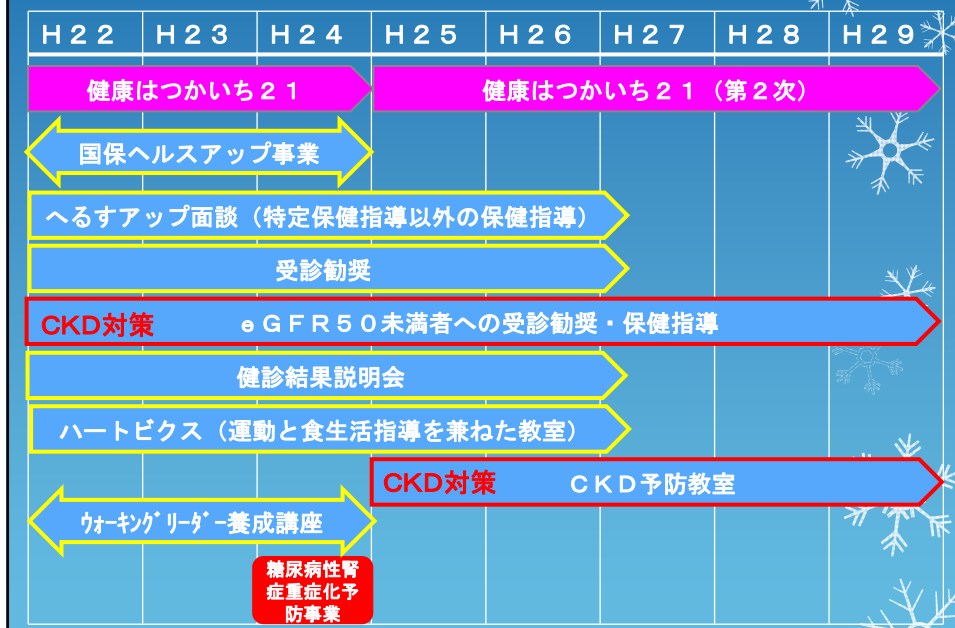 H22 H23 H24 H25 H26 H27 H28 H29
健康はつかいち21 健康はつかいち21(第2次)
国保ヘルスアップ事業
へるすアップ面談(特定保健指導以外の保健指導)
受診勧奨
CKD対策 eGFR50未満者への受診勧奨・保健指導
健診結果説明会
ハートビクス(運動と食生活指導を兼ねた教室)
CKD対策 CKD予防教室
ウォーキングリーダー養成講座
糖尿病性腎
症重症化予
防事業